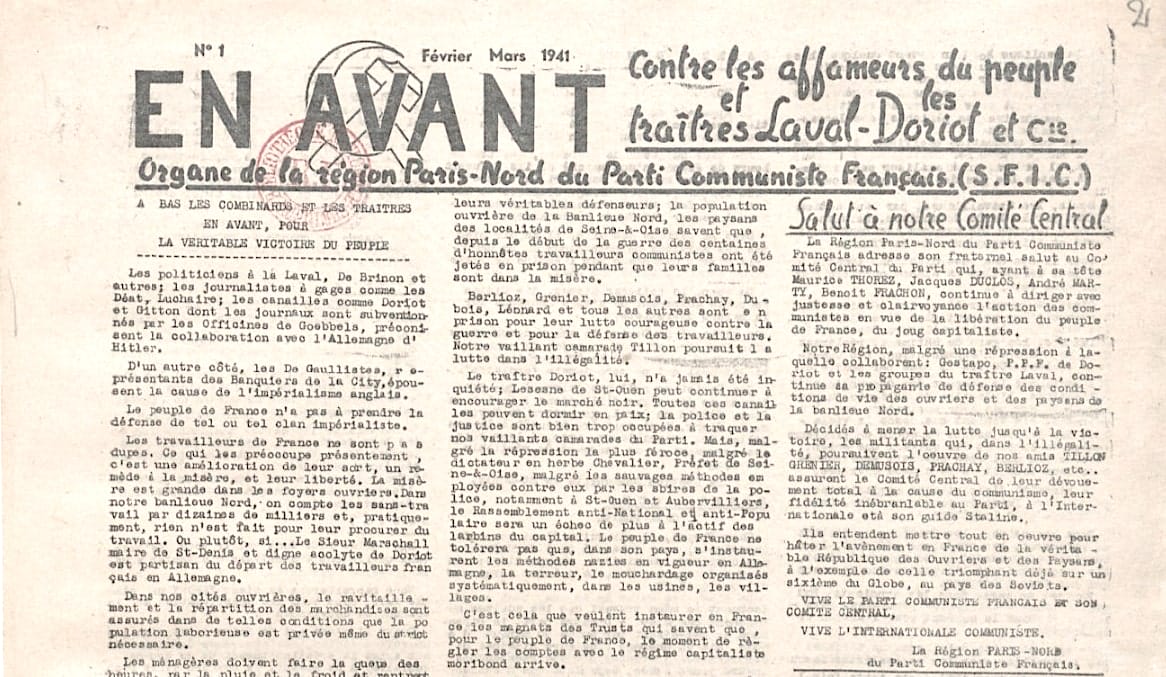 2
N° 1
Février Mars 1941
EN AVANT
Contre les affameurs du peuple
et les
traîtres Laval-Doriot et Cie.
Organe de la région Paris-Nord du Parti Communiste Français.(S.F.I.C.)
A BAS LES COMBINARDS ET LES TRAITRES
EN AVANT, POUR
LA VERITABLE VICTOIRE DU PEUPLE
Les politiciens à là Laval, De Brinon et
autres; les journalistes à gages comme les
Déat, Luchaire; les canailles comme Doriot
et Gitton dont les journaux sont subvention-
nés par les Officines de Goebbels, préconi-
sent la collaboration avec l'Allemagne d'
Hitler.
D'un autre côté, les De Gaullistes, r e-
présentants des Banquiers de la City,épou-
sent la cause de l'impérialisme anglais.
Le peuple de France n'a pas à prendre la
défense de tel ou tel clan impérialiste.
Les travailleurs de France ne sont p a s
dupes. Ce qui les préoccupe présentement ,
c'est une amélioration de leur sort, un re-
mède à la misère, et leur liberté. La misè-
re est grande dans les foyers ouvriers.Dans
notre banlieue Nord, on compte les sans-tra
vail par dizaines de milliers et, pratique-
ment, rien n'est fait pour leur procurer du
travail. Ou plutôt, si...Le Sieur Marschall
maire de St-Denis et digne acolyte de Doriot
est partisan du départ des travailleurs fran
çais en Allemagne.
Dans nos cités ouvrières, le ravitaille -
ment et la répartition des marchandises sont
assurés dans de telles conditions que la po
pulation laborieuse est privée même du strict
nécessaire.
Les ménagères doivent faire la queue des
heures, par la pluie et le froid et rentrent
leurs véritables défenseurs; la population
ouvrière de la Banlieue Nord, les paysans
des localités de Seine-&-Oise savent que ,
depuis le début de la guerre des centaines
d'honnêtes travailleurs communistes ont été
jetés en prison pendant que leurs familles
sont dans la misère.
Berlioz, Grenier, Demusois, Prachay, Du-
bois, Léonard et tous les autres sont e n
prison pour leur lutte courageuse contre la
guerre et pour la défense des travailleurs.
Notre vaillant camarade Tillon poursuit l a
lutte dans l'illégalité.
Le traître Doriot, lui, n'a jamais été in-
quiété; Lesesne de St-Ouen peut continuer à
encourager le marché noir. Toutes ces canail
les peuvent dormir en paix; la police et la
justice sont bien trop occupées à traquer
nos vaillants camarades du Parti. Mais, mal-
gré la répression la plus féroce, malgré le
dictateur en herbe Chevalier, Préfet de Sei-
ne-&-Oise, malgré les sauvages méthodes em
ployées contre eux par les sbires de la po-
lice, notamment à St-Ouen et Aubervilliers,
le Rassemblement anti-National et anti-Popu
laire sera un échec de plus à l'actif des
larbins du capital. Le peuple de France ne
tolérera pas que, dans son pays, s'instau-
rent les méthodes nazies en vigueur en Alle-
magne, la terreur, le mouchardage organisés
systématiquement, dans les usines, les vil-
lages.
C'est cela que veulent instaurer en Fran-
ce les magnats des Trusts qui savent que ,
pour le peuple de France, le moment de rè-
gler les comptes avec le régime capitaliste
moribond arrive.
Salut à notre Comité Central
La Région Paris-Nord du Parti Communiste
Français adresse son fraternel salut au Co-
mité Central du Parti qui, ayant à sa tête
Maurice THOREZ, Jacques DUCLOS, André MAR-
TY, Benoit FRACHON, continue à diriger avec
justesse et clairvoyance l'action des com-
munistes en vue de la libération du peuple
de France, du joug capitaliste.
Notre Région, malgré une répression à la-
quelle collaborent: Gestapo, P.P.F. de Do-
riot et les groupes du traître Laval, con-
tinue sa propagande de défense des condi -
tions de vie des ouvriers et des paysans de
la banlieue Nord.
Décidés à mener la lutte jusqu'à la vic-
toire, les militants qui, dans l'illégali-
té, poursuivent l'oeuvre de nos amis TILLON
GRENIER, DEMUSOIS, PRACHAY, BERLIOZ, etc..
assurent le Comité Central de leur dévoue-
ment total à la cause du communisme, leur
fidélité inébranlable au Parti, à l'Inter-
nationale età son guide Staline.
Ils entendent mettre tout en oeuvre pour
hâter l'avènement en France de la vérita -
ble République des Ouvriers et des Paysans,
à l'exemple de celle triomphant déjà sur un
sixième du Globe, au pays des Soviets.
VIVE LE PARTI COMMUNISTE FRANCAIS ET SON
COMITE CENTRAL,
VIVE L'INTERNATIONALE COMMUNISTE.
La Région PARIS-NORD
du Parti Communiste Français.